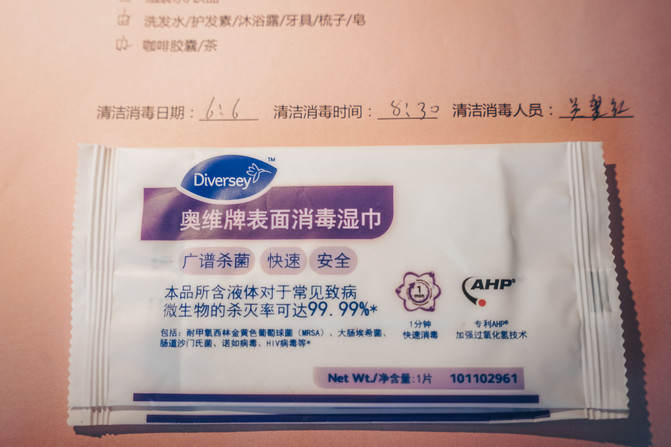 洗发水/护发素/沐浴露/牙具/梳子/皂
咖啡胶囊/茶
清洁消毒日期：6:6 清洁消毒时间：8:30 清洁消毒人员：
Diversey™
奥维牌表面消毒湿巾
广谱杀菌 快速 安全
本品所含液体对于常见致病
微生物的杀灭率可达99.99%*
包括：耐甲氧西林金黄色葡萄球菌（MRSA）、大肠埃希菌、
肠道沙门氏菌、诺如病毒、HIV病毒等*
1
1分钟
快速消毒
AHP®
专利AHP®
加强过氧化氢技术
Net Wt./净含量：1片 101102961